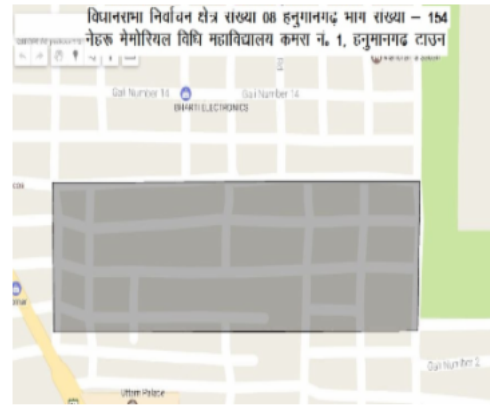 विधानसभा निर्वाचन क्षेत्र संख्या 08 हनुमानगढ़ भाग संख्या – 154
नेहरू मेमोरियल विधि महाविद्यालय कमरा नं. 1, हनुमानगढ टाउन
Gali Number 14
Gali Number 14
BHARTI ELECTRONICS
Gali Number 2
Uttam Palace